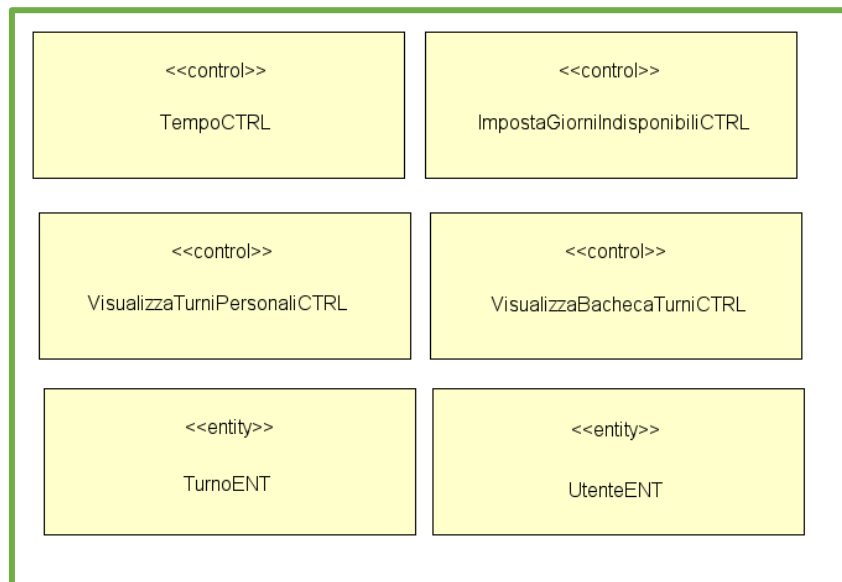 <<control>>
TempoCTRL
<<control>>
ImpostaGiorniIndisponibiliCTRL
<<control>>
VisualizzaTurniPersonaliCTRL
<<control>>
VisualizzaBachecaTurniCTRL
<<entity>>
TurnoENT
<<entity>>
UtenteENT